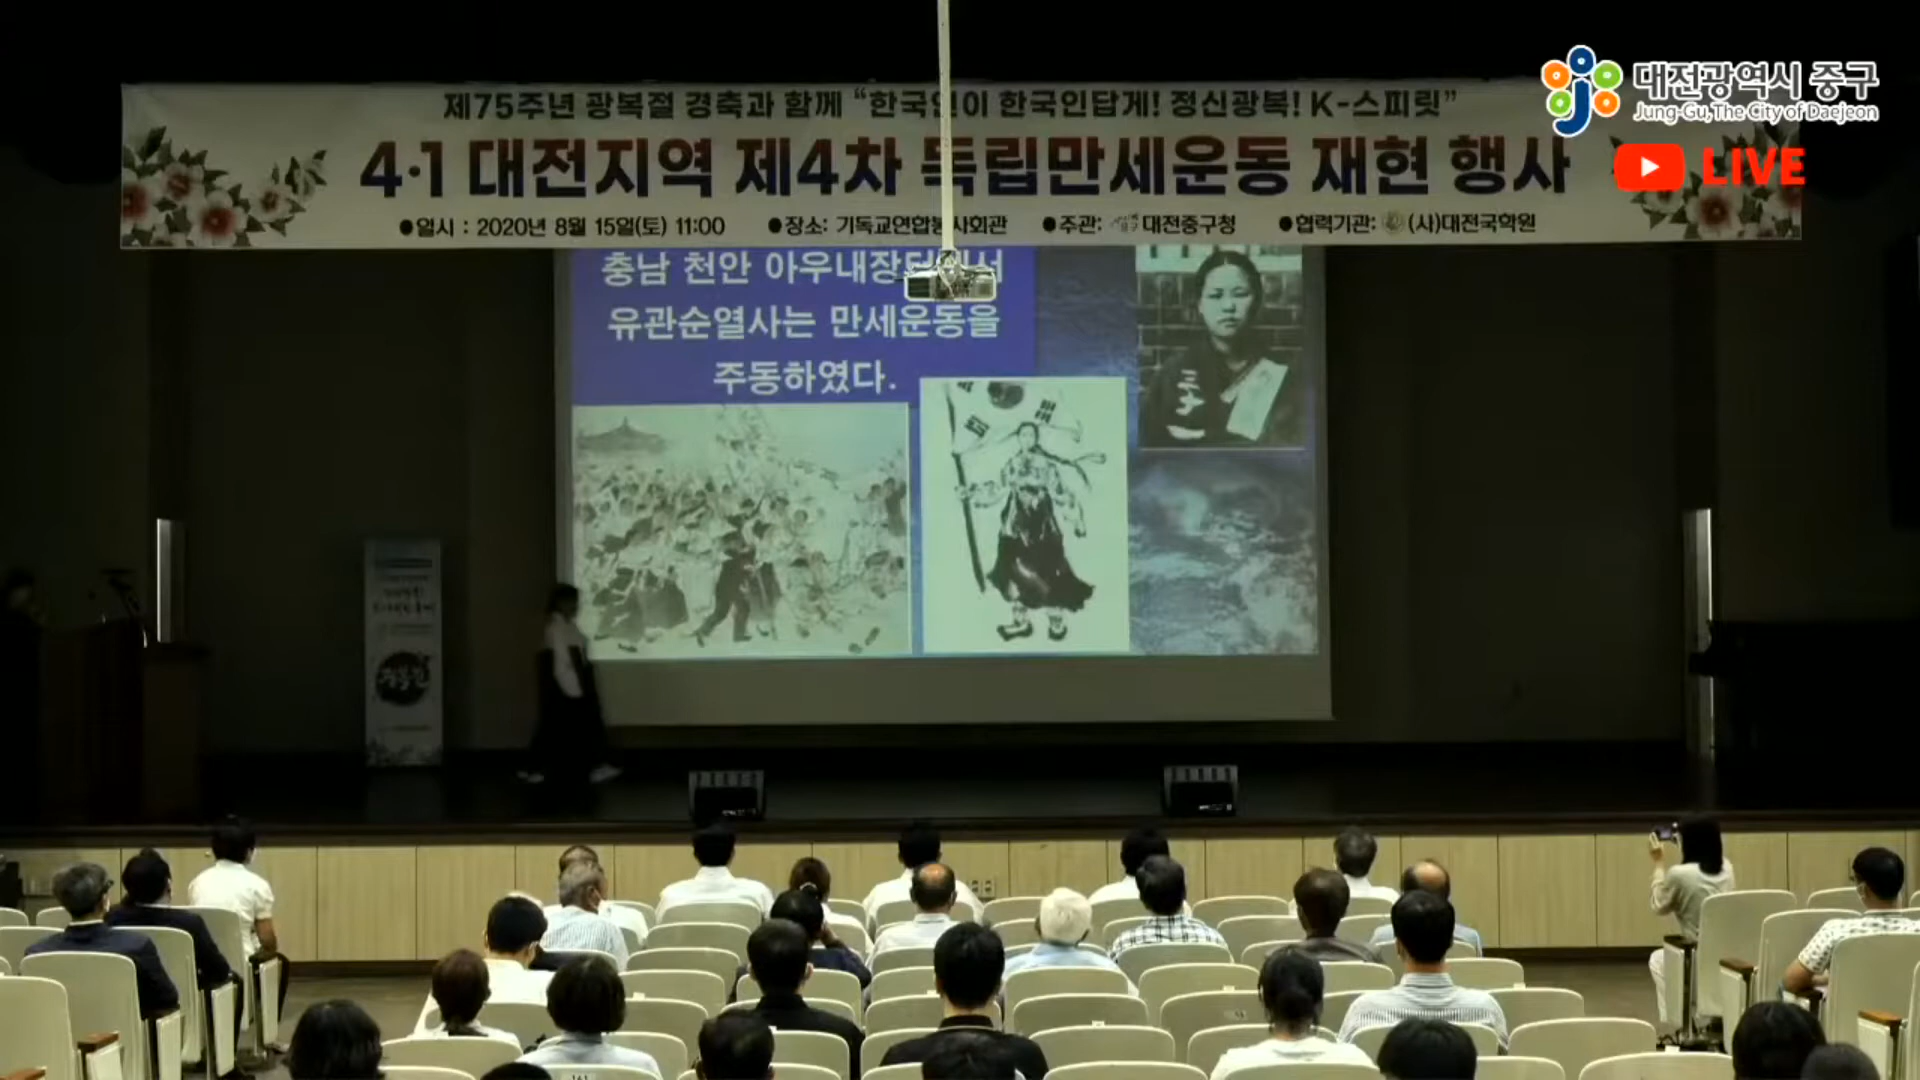 대전광역시 중구
Jung-Gu, The City of Daejeon
LIVE
제75주년 광복절 경축과 함께 “한국인이 한국인답게! 정신광복! K-스피릿”
4·1 대전지역 제4차 독립만세운동 재현 행사
●일시 : 2020년 8월 15일(토) 11:00 ●장소: 기독교연합봉사회관 ●주관: 대전중구청 ●협력기관: (사)대전국학원
충남 천안 아우내장터에서
유관순열사는 만세운동을
주동하였다.